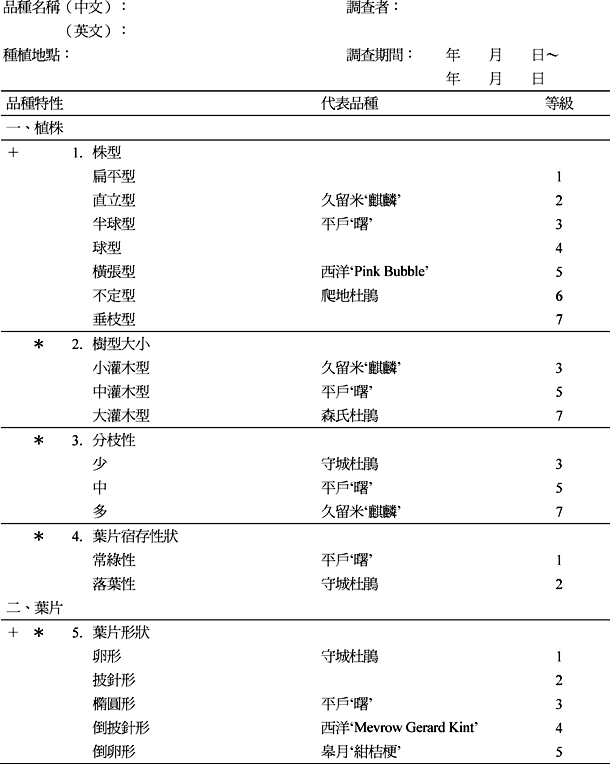 品種名稱（中文）： 調查者：
（英文）：
種植地點： 調查期間： 年 月 日～
年 月 日
品種特性 代表品種 等級
一、植株
＋ 1. 株型
扁平型 1
直立型 久留米‘麒麟’ 2
半球型 平戶‘曙’ 3
球型 4
橫張型 西洋‘Pink Bubble’ 5
不定型 爬地杜鵑 6
垂枝型 7
＊ 2. 樹型大小
小灌木型 久留米‘麒麟’ 3
中灌木型 平戶‘曙’ 5
大灌木型 森氏杜鵑 7
＊ 3. 分枝性
少 守城杜鵑 3
中 平戶‘曙’ 5
多 久留米‘麒麟’ 7
＊ 4. 葉片宿存性狀
常綠性 平戶‘曙’ 1
落葉性 守城杜鵑 2
二、葉片
＋ ＊ 5. 葉片形狀
卵形 守城杜鵑 1
披針形 2
橢圓形 平戶‘曙’ 3
倒披針形 西洋‘Mevrow Gerard Kint’ 4
倒卵形 皋月‘紺桔梗’ 5